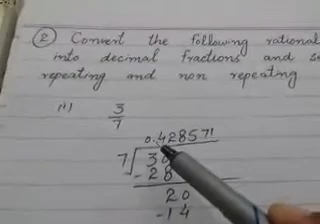 ② Convert the following rational
into decimal fractions and
repeating and non repeating
3
7
0.428571
7 30
- 28
20
-14